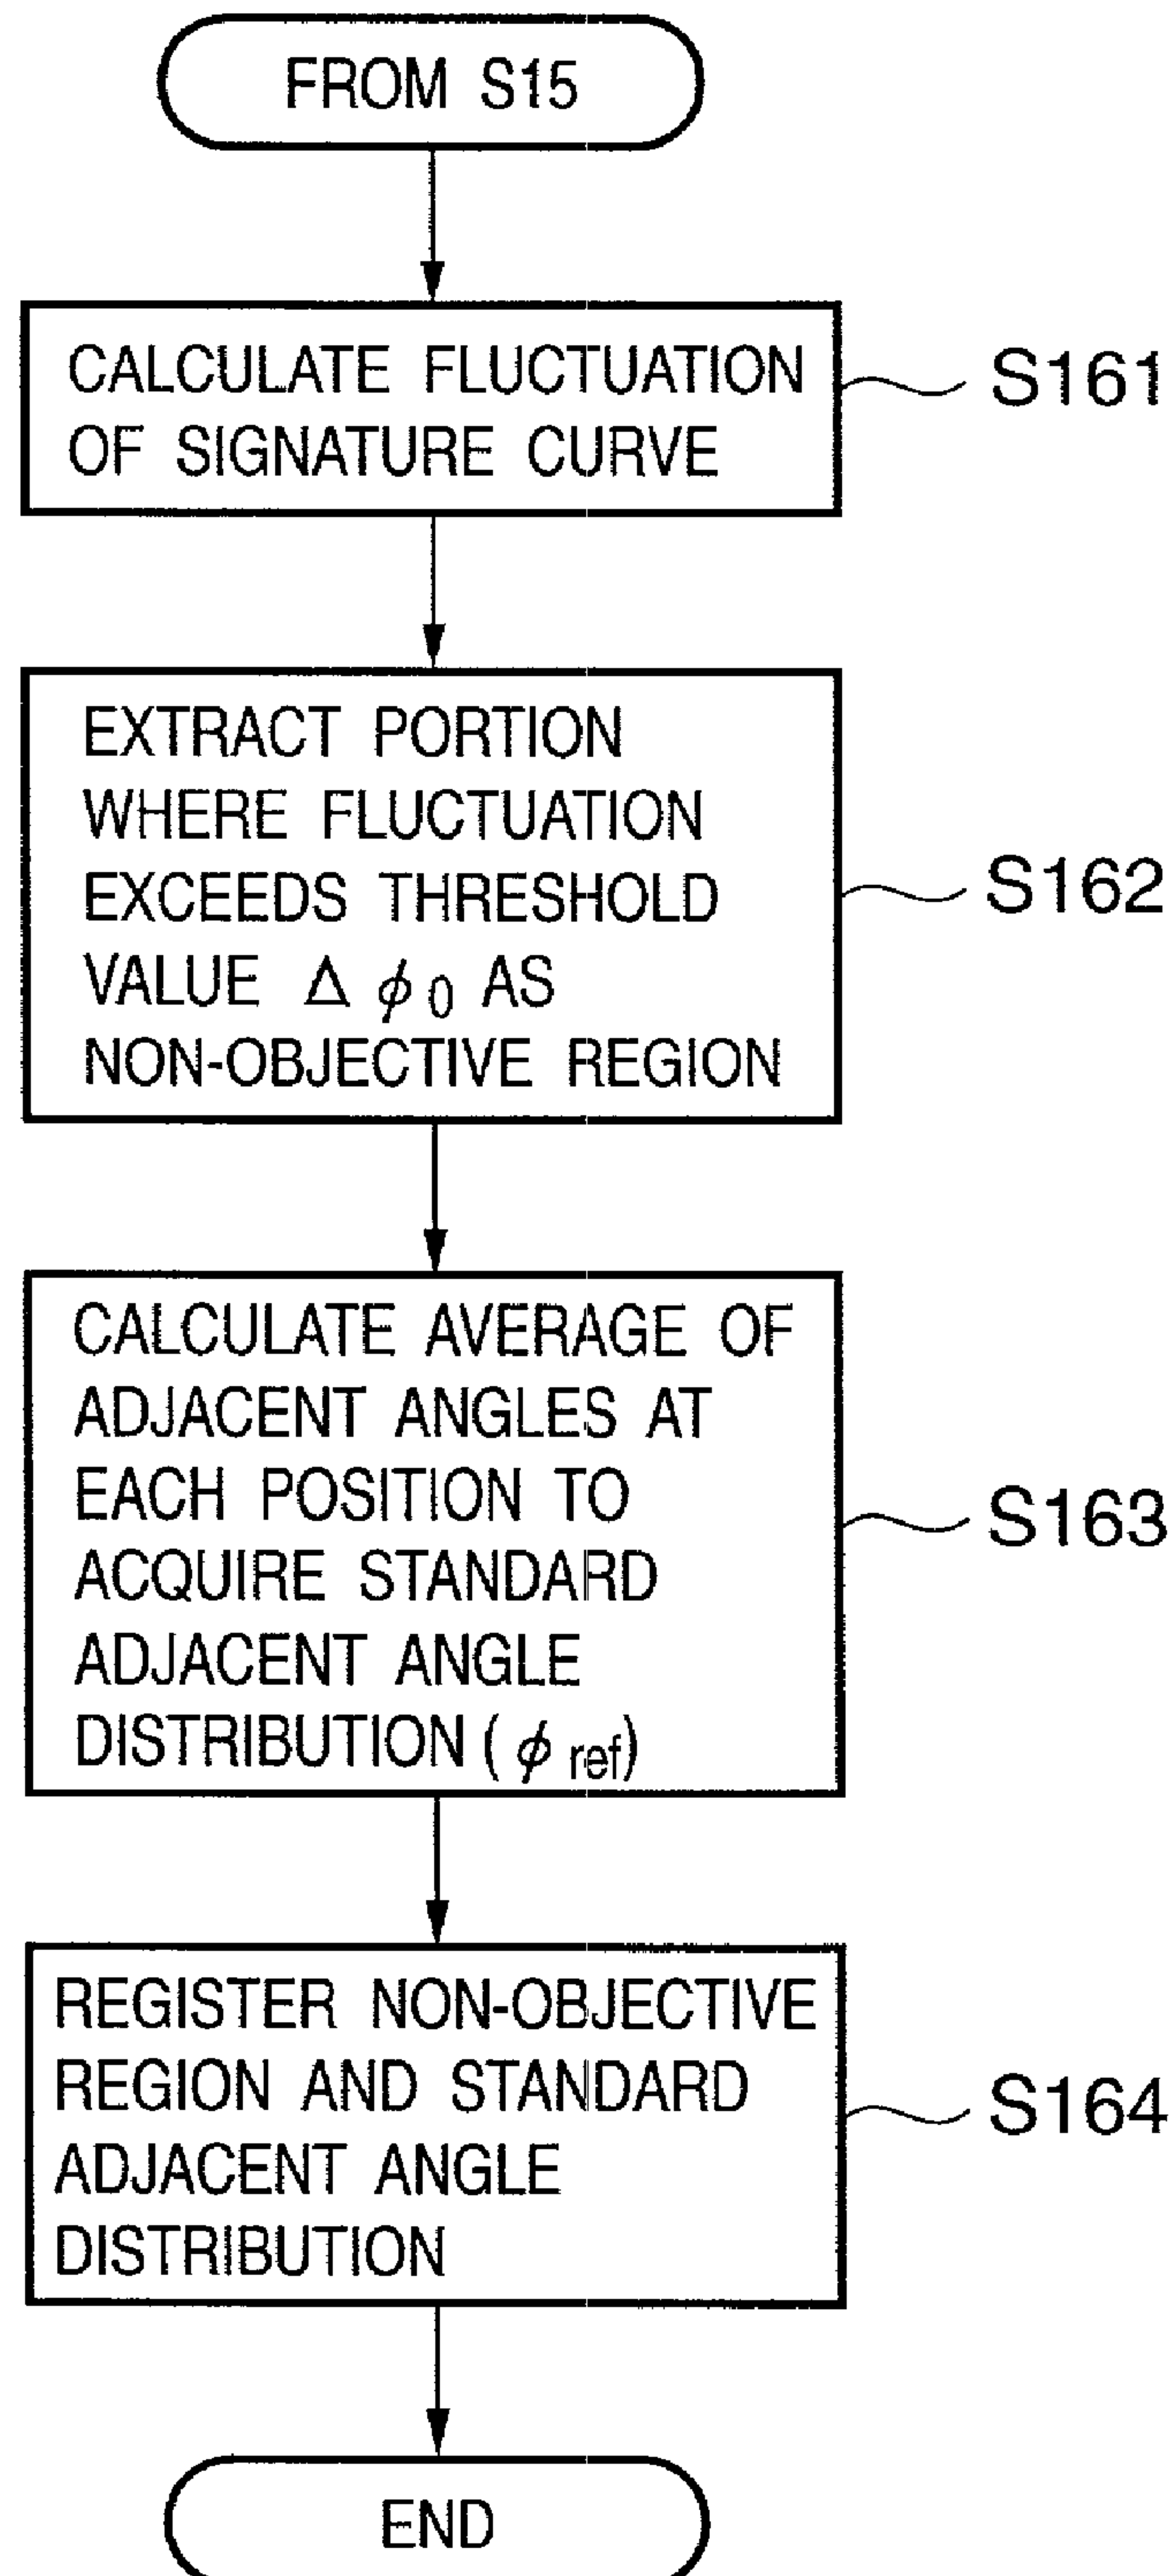 FROM S15
CALCULATE FLUCTUATION
OF SIGNATURE CURVE
S161
EXTRACT PORTION
WHERE FLUCTUATION
EXCEEDS THRESHOLD
VALUE Δϕ0 AS
NON-OBJECTIVE REGION
S162
CALCULATE AVERAGE OF
ADJACENT ANGLES AT
EACH POSITION TO
ACQUIRE STANDARD
ADJACENT ANGLE
DISTRIBUTION (ϕref)
S163
REGISTER NON-OBJECTIVE
REGION AND STANDARD
ADJACENT ANGLE
DISTRIBUTION
S164
END